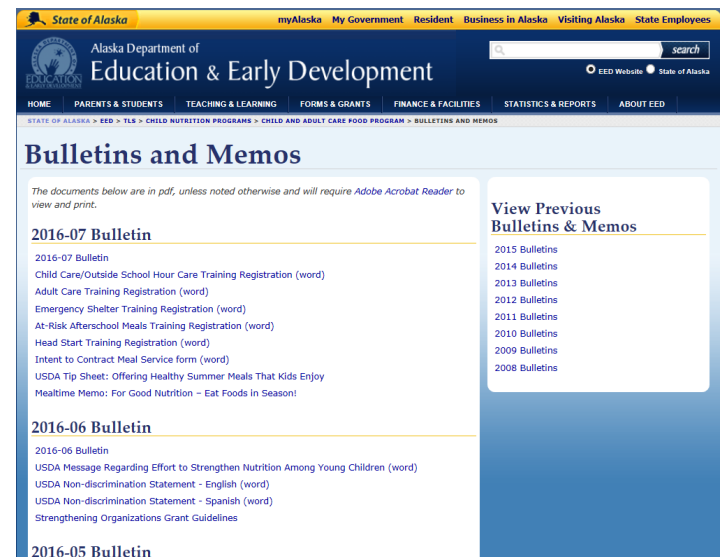 State of Alaska
myAlaska My Government Resident Business in Alaska Visiting Alaska State Employees
Alaska Department of
Education & Early Development
EDUCATION
& EARLY DEVELOPMENT
search
EED Website State of Alaska
HOME PARENTS & STUDENTS TEACHING & LEARNING FORMS & GRANTS FINANCE & FACILITIES STATISTICS & REPORTS ABOUT EED
STATE OF ALASKA > EED > TLS > CHILD NUTRITION PROGRAMS > CHILD AND ADULT CARE FOOD PROGRAM > BULLETINS AND MEMOS
Bulletins and Memos
The documents below are in pdf, unless noted otherwise and will require Adobe Acrobat Reader to
view and print.
2016-07 Bulletin
2016-07 Bulletin
Child Care/Outside School Hour Care Training Registration (word)
Adult Care Training Registration (word)
Emergency Shelter Training Registration (word)
At-Risk Afterschool Meals Training Registration (word)
Head Start Training Registration (word)
Intent to Contract Meal Service form (word)
USDA Tip Sheet: Offering Healthy Summer Meals That Kids Enjoy
Mealtime Memo: For Good Nutrition – Eat Foods in Season!
2016-06 Bulletin
2016-06 Bulletin
USDA Message Regarding Effort to Strengthen Nutrition Among Young Children (word)
USDA Non-discrimination Statement - English (word)
USDA Non-discrimination Statement - Spanish (word)
Strengthening Organizations Grant Guidelines
2016-05 Bulletin
View Previous
Bulletins & Memos
2015 Bulletins
2014 Bulletins
2013 Bulletins
2012 Bulletins
2011 Bulletins
2010 Bulletins
2009 Bulletins
2008 Bulletins